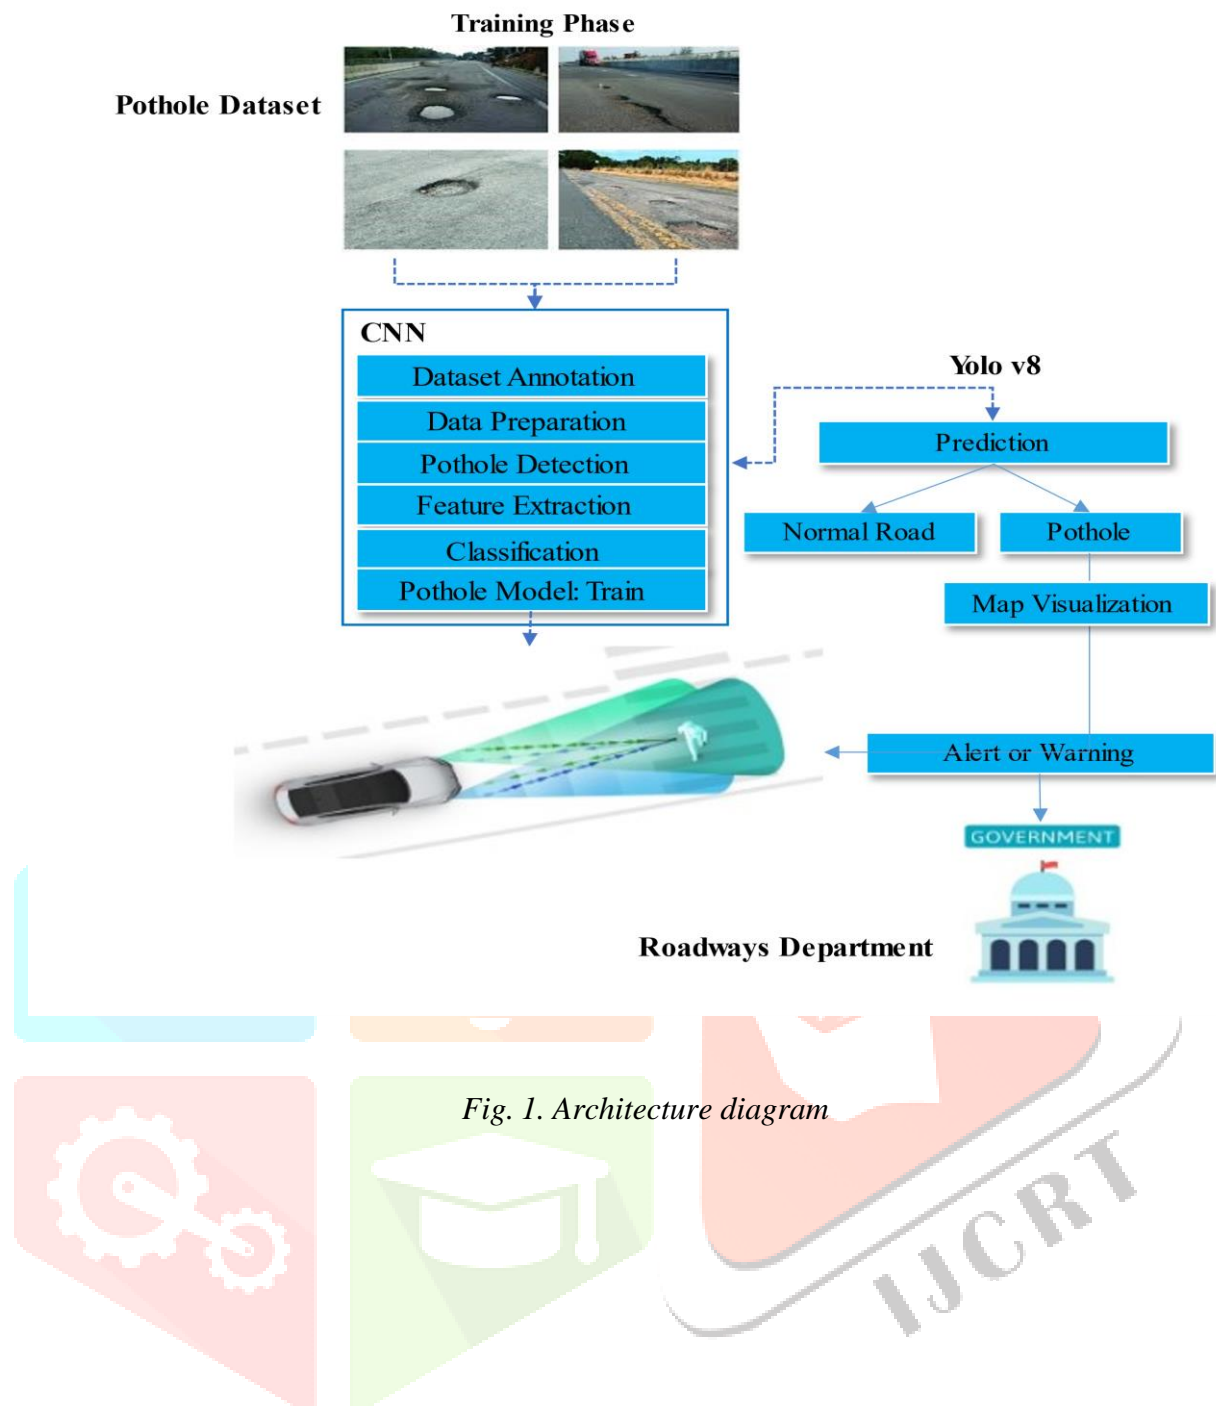 Training Phase
Pothole Dataset
CNN
Dataset Annotation
Data Preparation
Pothole Detection
Feature Extraction
Classification
Pothole Model: Train
Yolo v8
Prediction
Normal Road
Pothole
Map Visualization
Alert or Warning
GOVERNMENT
Roadways Department
Fig. 1. Architecture diagram
IJCRT